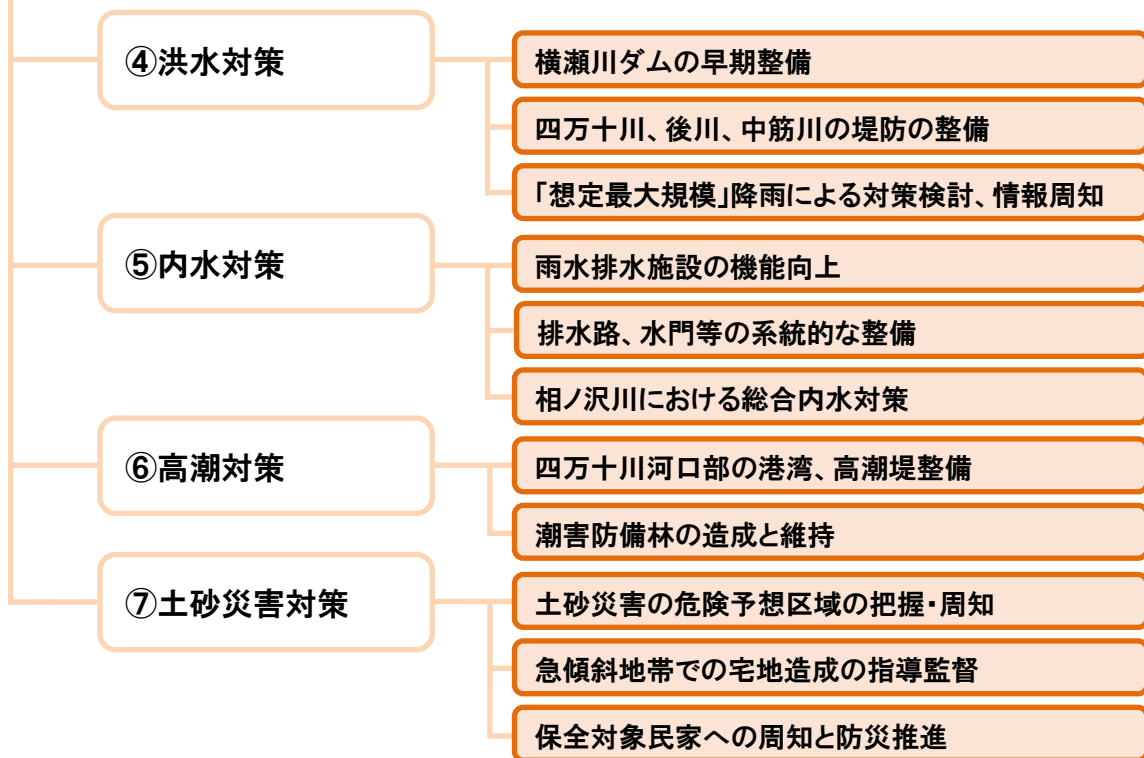 ④洪水対策
横瀬川ダムの早期整備
四万十川、後川、中筋川の堤防の整備
「想定最大規模」降雨による対策検討、情報周知
⑤内水対策
雨水排水施設の機能向上
排水路、水門等の系統的な整備
相ノ沢川における総合内水対策
⑥高潮対策
四万十川河口部の港湾、高潮堤整備
潮害防備林の造成と維持
⑦土砂災害対策
土砂災害の危険予想区域の把握・周知
急傾斜地帯での宅地造成の指導監督
保全対象民家への周知と防災推進